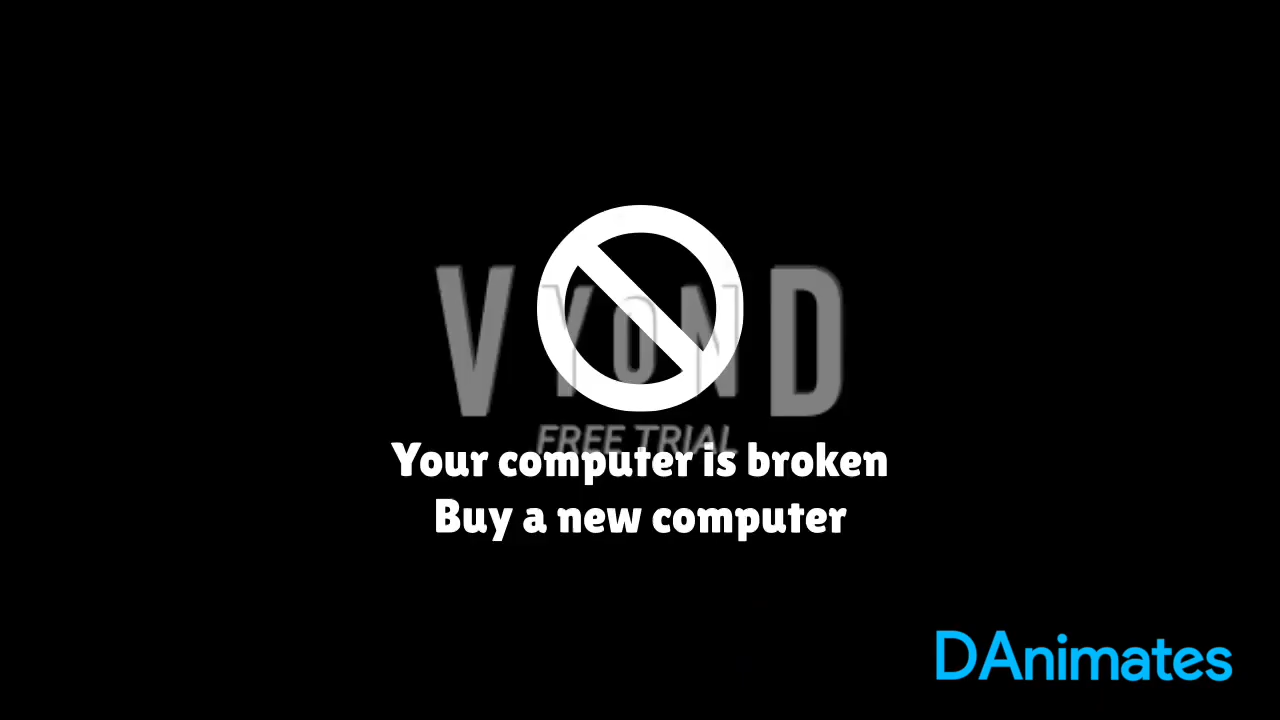 VYOND
FREE TRIAL
Your computer is broken
Buy a new computer
DAnimates